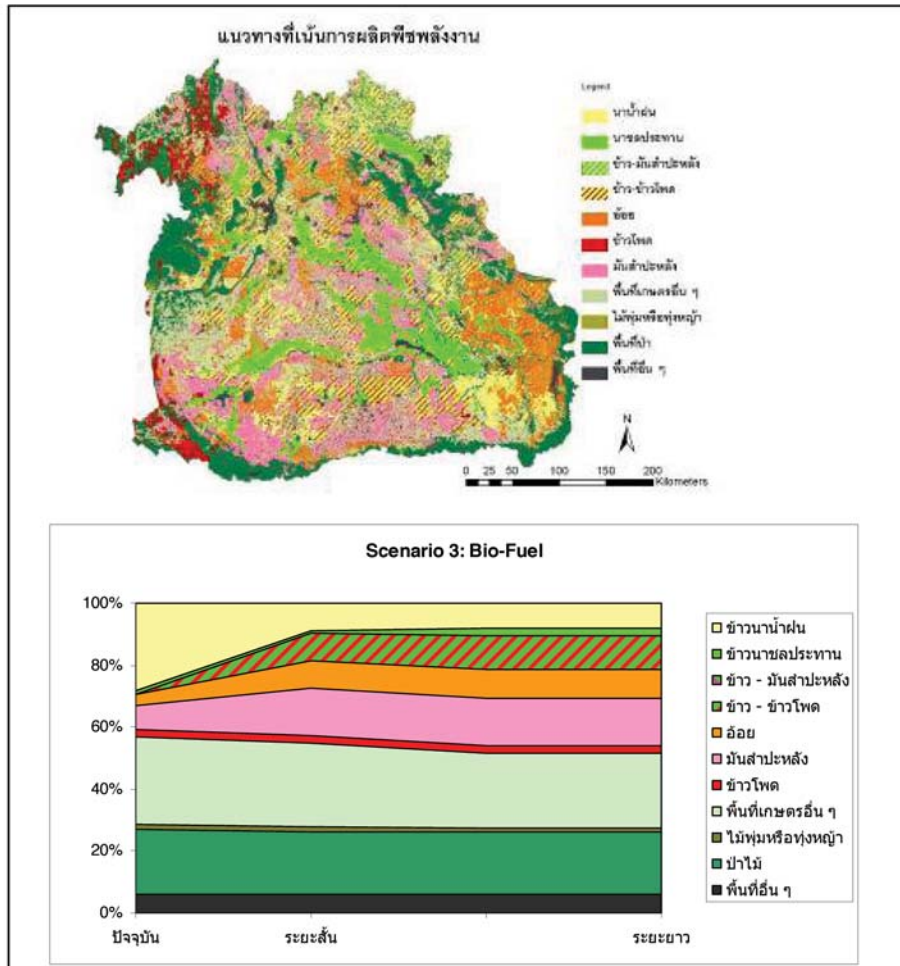 แนวทางที่เน้นการผลิตพืชพลังงาน
Legend
นาน้ำฝน
นาชลประทาน
ข้าว-มันสำปะหลัง
ข้าว-ข้าวโพด
อ้อย
ข้าวโพด
มันสำปะหลัง
พื้นที่เกษตรอื่น ๆ
ไม้พุ่มหรือทุ่งหญ้า
พื้นที่ป่า
พื้นที่อื่น ๆ
N
0 25 50 100 150 200
Kilometers
Scenario 3: Bio-Fuel
100%
80%
60%
40%
20%
0%
ปัจจุบัน ระยะสั้น ระยะยาว
ข้าวนาน้ำฝน
ข้าวนาชลประทาน
ข้าว - มันสำปะหลัง
ข้าว - ข้าวโพด
อ้อย
มันสำปะหลัง
ข้าวโพด
พื้นที่เกษตรอื่น ๆ
ไม้พุ่มหรือทุ่งหญ้า
ป่าไม้
พื้นที่อื่น ๆ